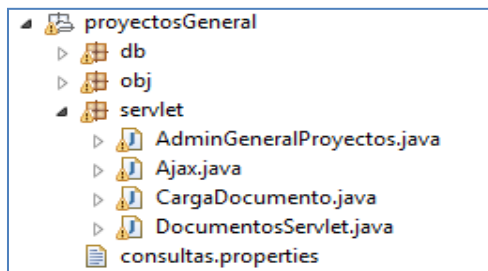 proyectosGeneral
db
obj
servlet
AdminGeneralProyectos.java
Ajax.java
CargaDocumento.java
DocumentosServlet.java
consultas.properties